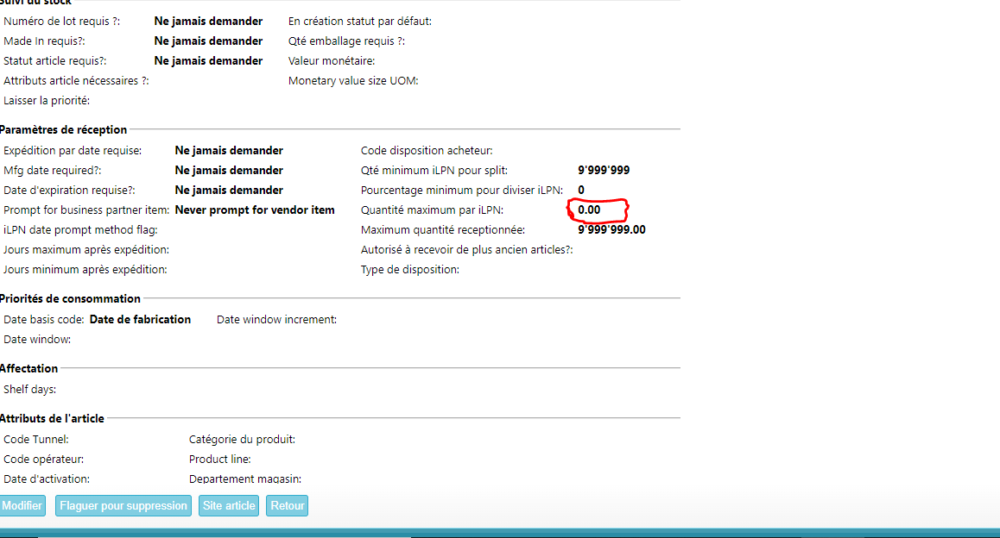 Suivi du stock
Numéro de lot requis ?: Ne jamais demander En création statut par défaut:
Made In requis?: Ne jamais demander Qté emballage requis ?:
Statut article requis?: Ne jamais demander Valeur monétaire:
Attributs article nécessaires ?: Monetary value size UOM:
Laisser la priorité:
Paramètres de réception
Expédition par date requise: Ne jamais demander Code disposition acheteur:
Mfg date required?: Ne jamais demander Qté minimum iLPN pour split: 9'999'999
Date d'expiration requise?: Ne jamais demander Pourcentage minimum pour diviser iLPN: 0
Prompt for business partner item: Never prompt for vendor item Quantité maximum par iLPN: 0.00
iLPN date prompt method flag: Maximum quantité receptionnée: 9'999'999.00
Jours maximum après expédition: Autorisé à recevoir de plus ancien articles?:
Jours minimum après expédition: Type de disposition:
Priorités de consommation
Date basis code: Date de fabrication Date window increment:
Date window:
Affectation
Shelf days:
Attributs de l'article
Code Tunnel: Catégorie du produit:
Code opérateur: Product line:
Date d'activation: Departement magasin:
Modifier Flaguer pour suppression Site article Retour